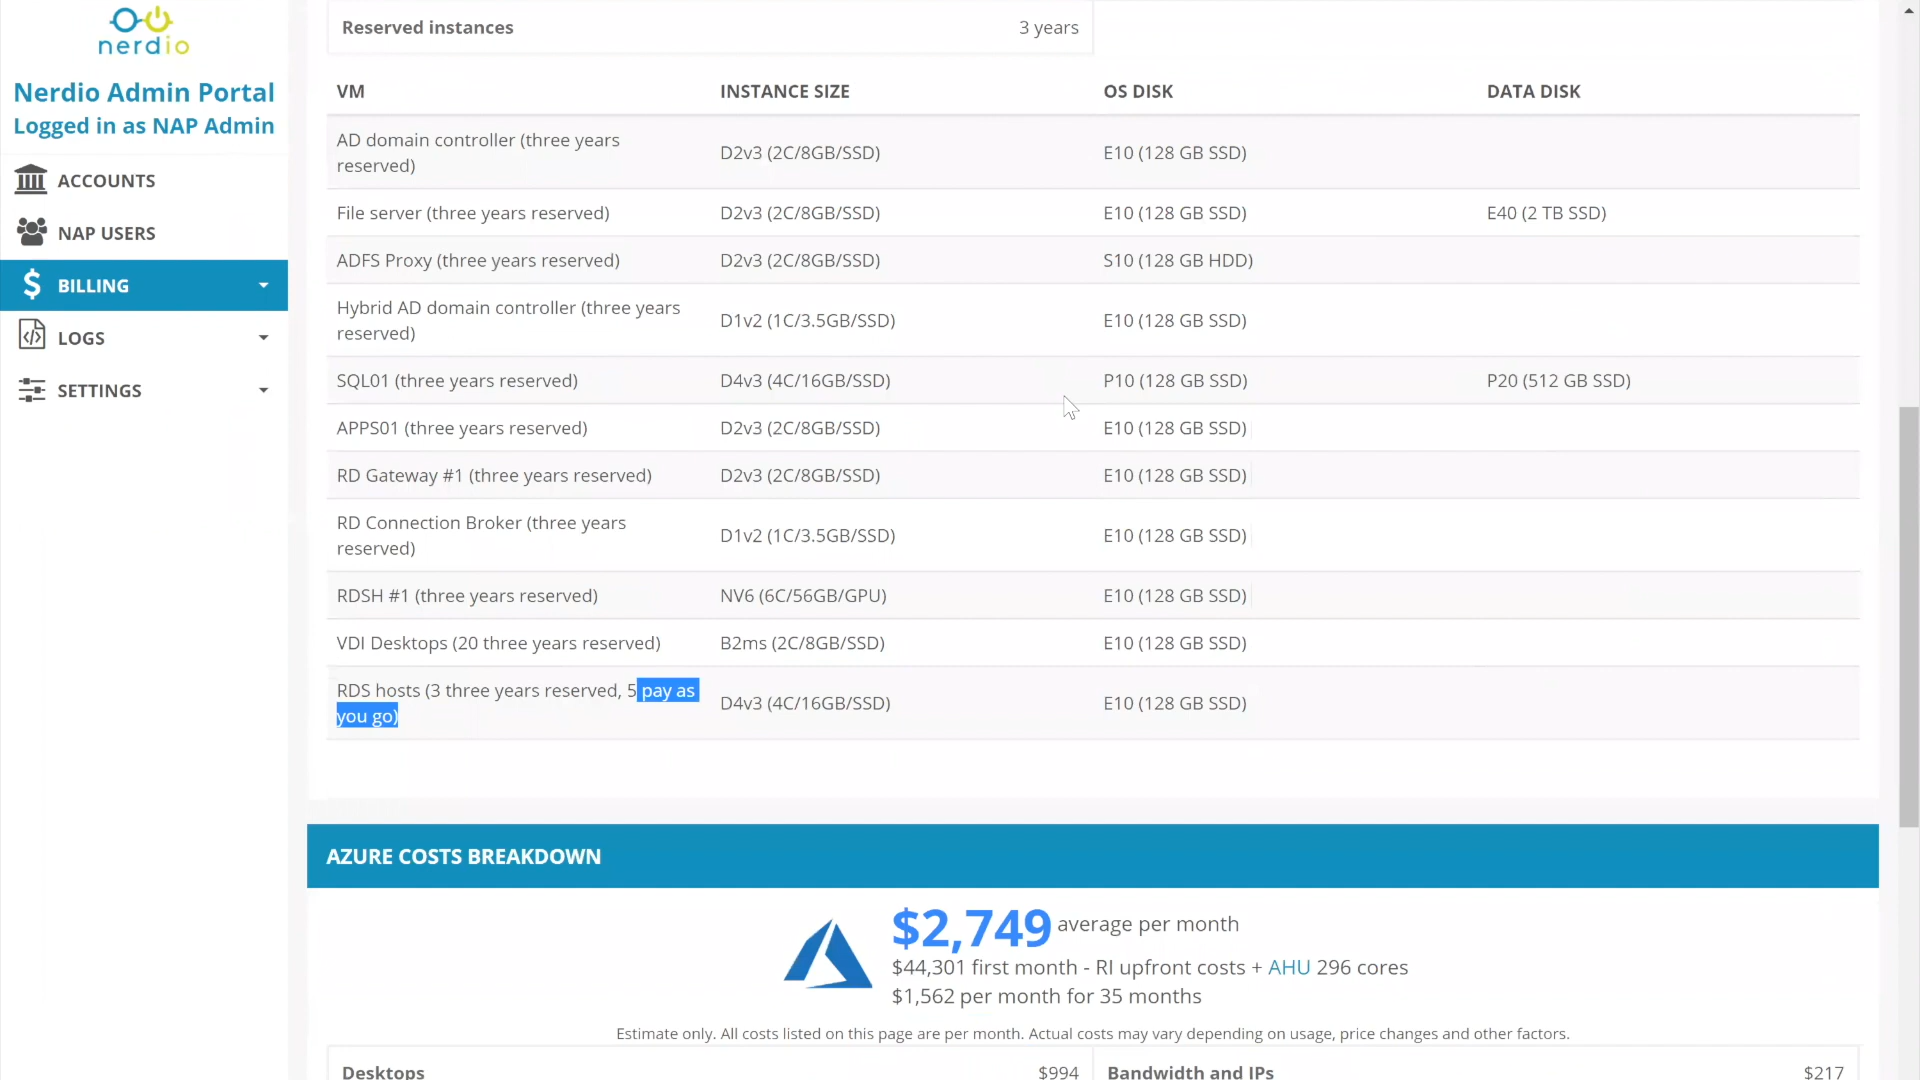 nerdio
Nerdio Admin Portal
Logged in as NAP Admin
ACCOUNTS
NAP USERS
BILLING
LOGS
SETTINGS
Reserved instances 3 years
VM INSTANCE SIZE OS DISK DATA DISK
AD domain controller (three years
reserved) D2v3 (2C/8GB/SSD) E10 (128 GB SSD)
File server (three years reserved) D2v3 (2C/8GB/SSD) E10 (128 GB SSD) E40 (2 TB SSD)
ADFS Proxy (three years reserved) D2v3 (2C/8GB/SSD) S10 (128 GB HDD)
Hybrid AD domain controller (three years
reserved) D1v2 (1C/3.5GB/SSD) E10 (128 GB SSD)
SQL01 (three years reserved) D4v3 (4C/16GB/SSD) P10 (128 GB SSD) P20 (512 GB SSD)
APPS01 (three years reserved) D2v3 (2C/8GB/SSD) E10 (128 GB SSD)
RD Gateway #1 (three years reserved) D2v3 (2C/8GB/SSD) E10 (128 GB SSD)
RD Connection Broker (three years
reserved) D1v2 (1C/3.5GB/SSD) E10 (128 GB SSD)
RDSH #1 (three years reserved) NV6 (6C/56GB/GPU) E10 (128 GB SSD)
VDI Desktops (20 three years reserved) B2ms (2C/8GB/SSD) E10 (128 GB SSD)
RDS hosts (3 three years reserved, 5 pay as
you go) D4v3 (4C/16GB/SSD) E10 (128 GB SSD)
AZURE COSTS BREAKDOWN
$2,749 average per month
$44,301 first month - RI upfront costs + AHU 296 cores
$1,562 per month for 35 months
Estimate only. All costs listed on this page are per month. Actual costs may vary depending on usage, price changes and other factors.
Desktops $994 Bandwidth and IPs $217